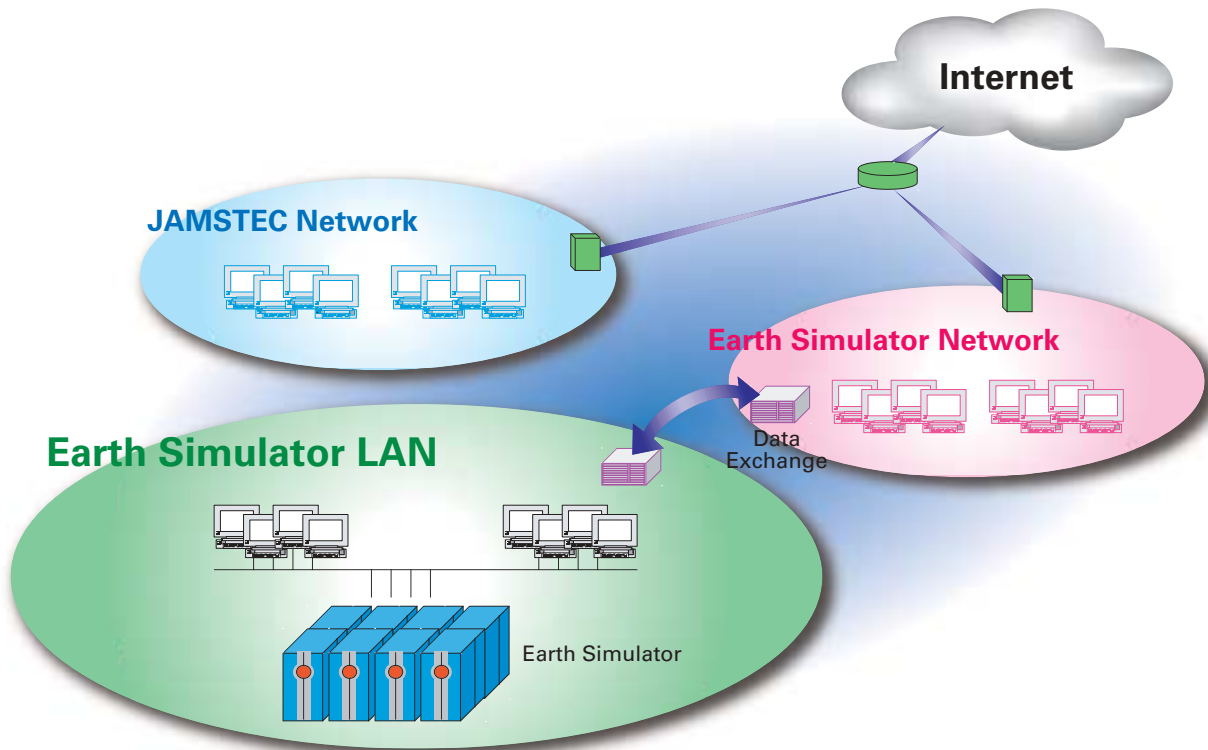 Internet
JAMSTEC Network
Earth Simulator Network
Data
Exchange
Earth Simulator LAN
Earth Simulator